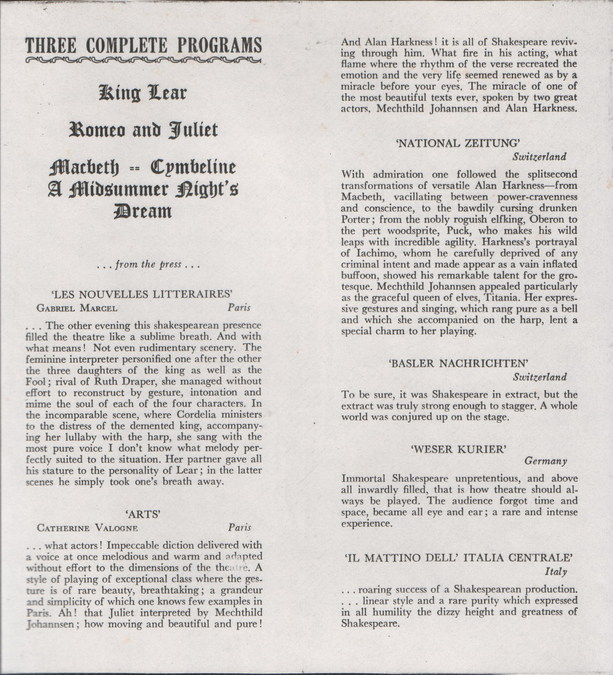 THREE COMPLETE PROGRAMS
King Lear
Romeo and Juliet
Macbeth -- Cymbeline
A Midsummer Night's
Dream
... from the press ...
'LES NOUVELLES LITTERAIRES'
GABRIEL MARCEL Paris
... The other evening this shakespearean presence
filled the theatre like a sublime breath. And with
what means! Not even rudimentary scenery. The
feminine interpreter personified one after the other
the three daughters of the king as well as the
Fool; rival of Ruth Draper, she managed without
effort to reconstruct by gesture, intonation and
mime the soul of each of the four characters. In
the incomparable scene, where Cordelia ministers
to the distress of the demented king, accompany-
ing her lullaby with the harp, she sang with the
most pure voice I don't know what melody per-
fectly suited to the situation. Her partner gave all
his stature to the personality of Lear; in the latter
scenes he simply took one's breath away.
'ARTS'
CATHERINE VALOGNE Paris
... what actors! Impeccable diction delivered with
a voice at once melodious and warm and adapted
without effort to the dimensions of the theatre. A
style of playing of exceptional class where the ges-
ture is of rare beauty, breathtaking; a grandeur
and simplicity of which one knows few examples in
Paris. Ah! that Juliet interpreted by Mechthild
Johannsen; how moving and beautiful and pure!
And Alan Harkness! it is all of Shakespeare reviv-
ing through him. What fire in his acting, what
flame where the rhythm of the verse recreated the
emotion and the very life seemed renewed as by a
miracle before your eyes. The miracle of one of
the most beautiful texts ever, spoken by two great
actors, Mechthild Johannsen and Alan Harkness.
'NATIONAL ZEITUNG'
Switzerland
With admiration one followed the splitsecond
transformations of versatile Alan Harkness—from
Macbeth, vacillating between power-cravenness
and conscience, to the bawdily cursing drunken
Porter; from the nobly roguish elfking, Oberon to
the pert woodsprite, Puck, who makes his wild
leaps with incredible agility. Harkness's portrayal
of Iachimo, whom he carefully deprived of any
criminal intent and made appear as a vain inflated
buffoon, showed his remarkable talent for the gro-
tesque. Mechthild Johannsen appealed particularly
as the graceful queen of elves, Titania. Her expres-
sive gestures and singing, which rang pure as a bell
and which she accompanied on the harp, lent a
special charm to her playing.
'BASLER NACHRICHTEN'
Switzerland
To be sure, it was Shakespeare in extract, but the
extract was truly strong enough to stagger. A whole
world was conjured up on the stage.
'WESER KURIER'
Germany
Immortal Shakespeare unpretentious, and above
all inwardly filled, that is how theatre should al-
ways be played. The audience forgot time and
space, became all eye and ear; a rare and intense
experience.
'IL MATTINO DELL' ITALIA CENTRALE'
Italy
... roaring success of a Shakespearean production.
. . . linear style and a rare purity which expressed
in all humility the dizzy height and greatness of
Shakespeare.